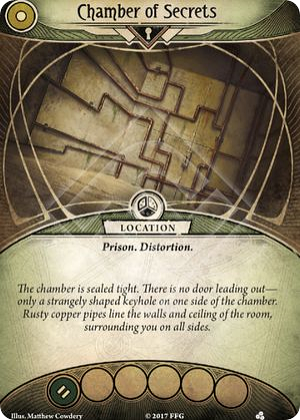 Chamber of Secrets
LOCATION
Prison. Distortion.
The chamber is sealed tight. There is no door leading out—
only a strangely shaped keyhole on one side of the chamber.
Rusty copper pipes line the walls and ceiling of the room,
surrounding you on all sides.
Illus. Matthew Cowdery
© 2017 FFG